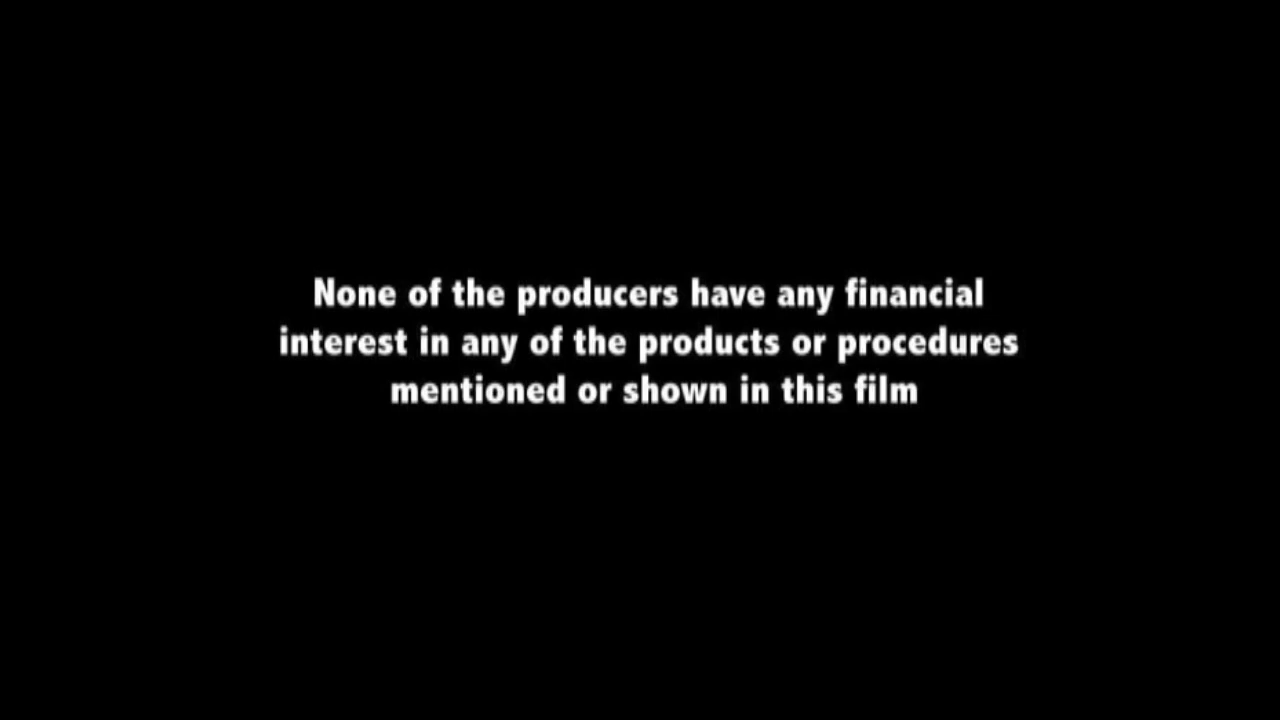 None of the producers have any financial
interest in any of the products or procedures
mentioned or shown in this film